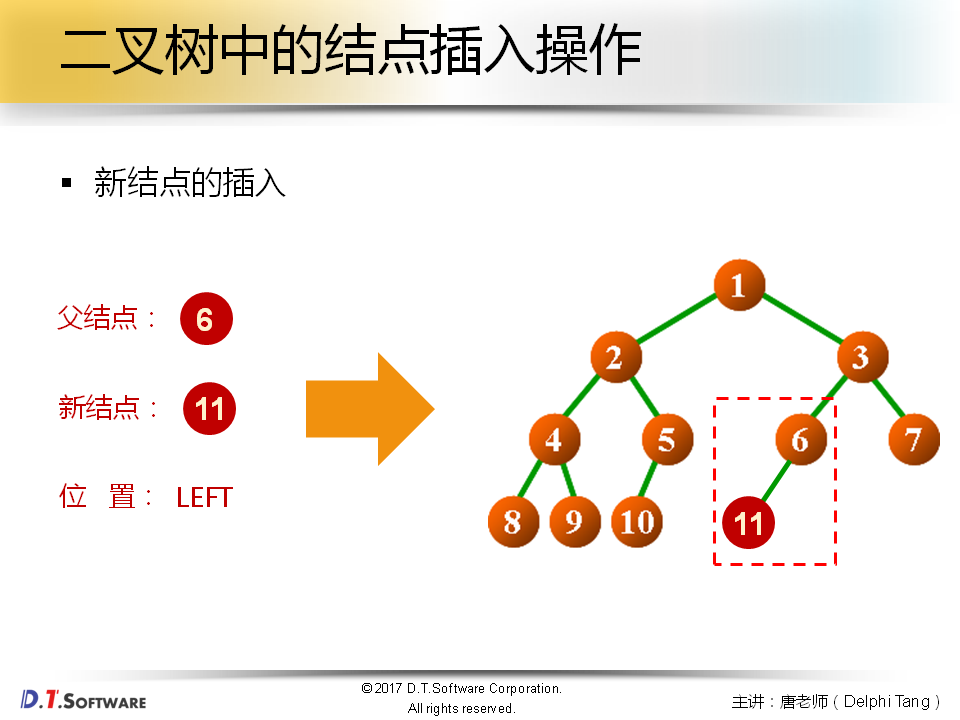 二叉树中的结点插入操作
▪ 新结点的插入
父结点： 6
新结点： 11
位 置： LEFT
1
2 3
4 5 6 7
8 9 10 11
D.T.SOFTWARE
©2017 D.T.Software Corporation.
All rights reserved.
主讲：唐老师（Delphi Tang）